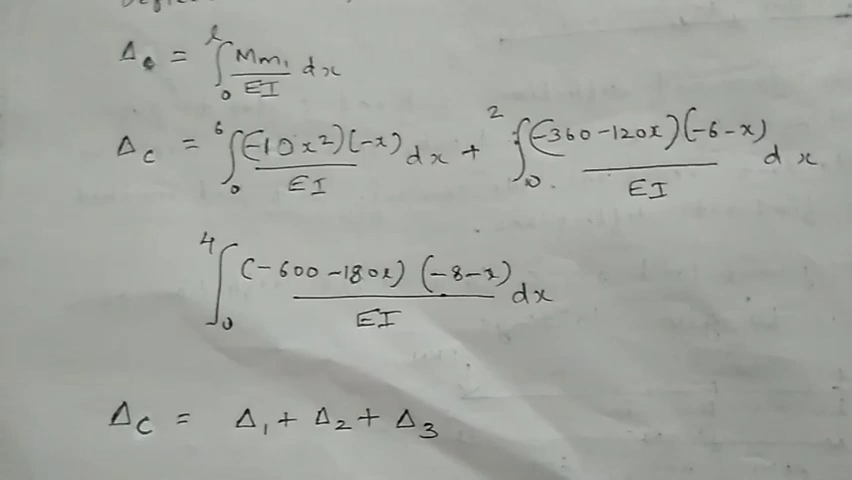 Δc = ∫₀ˡ Mm₁/EI dx
Δc = ∫₀⁶ (-10x²)(-x)/EI dx + ∫₀² (-360-120x)(-6-x)/EI dx
∫₀⁴ (-600-180x)(-8-x)/EI dx
Δc = Δ₁ + Δ₂ + Δ₃